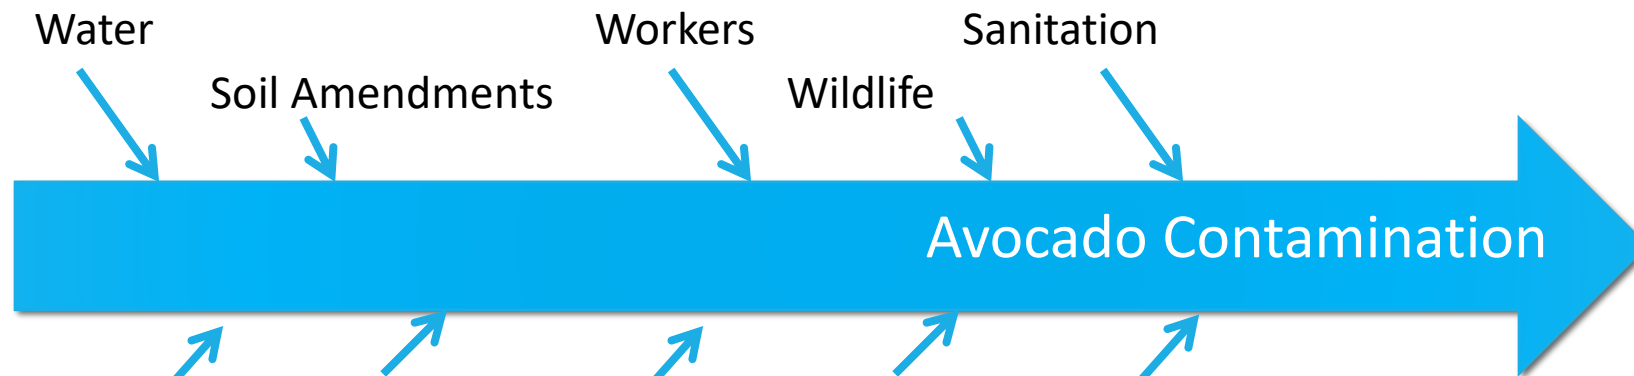 Water
Workers
Sanitation
Soil Amendments
Wildlife
Avocado Contamination